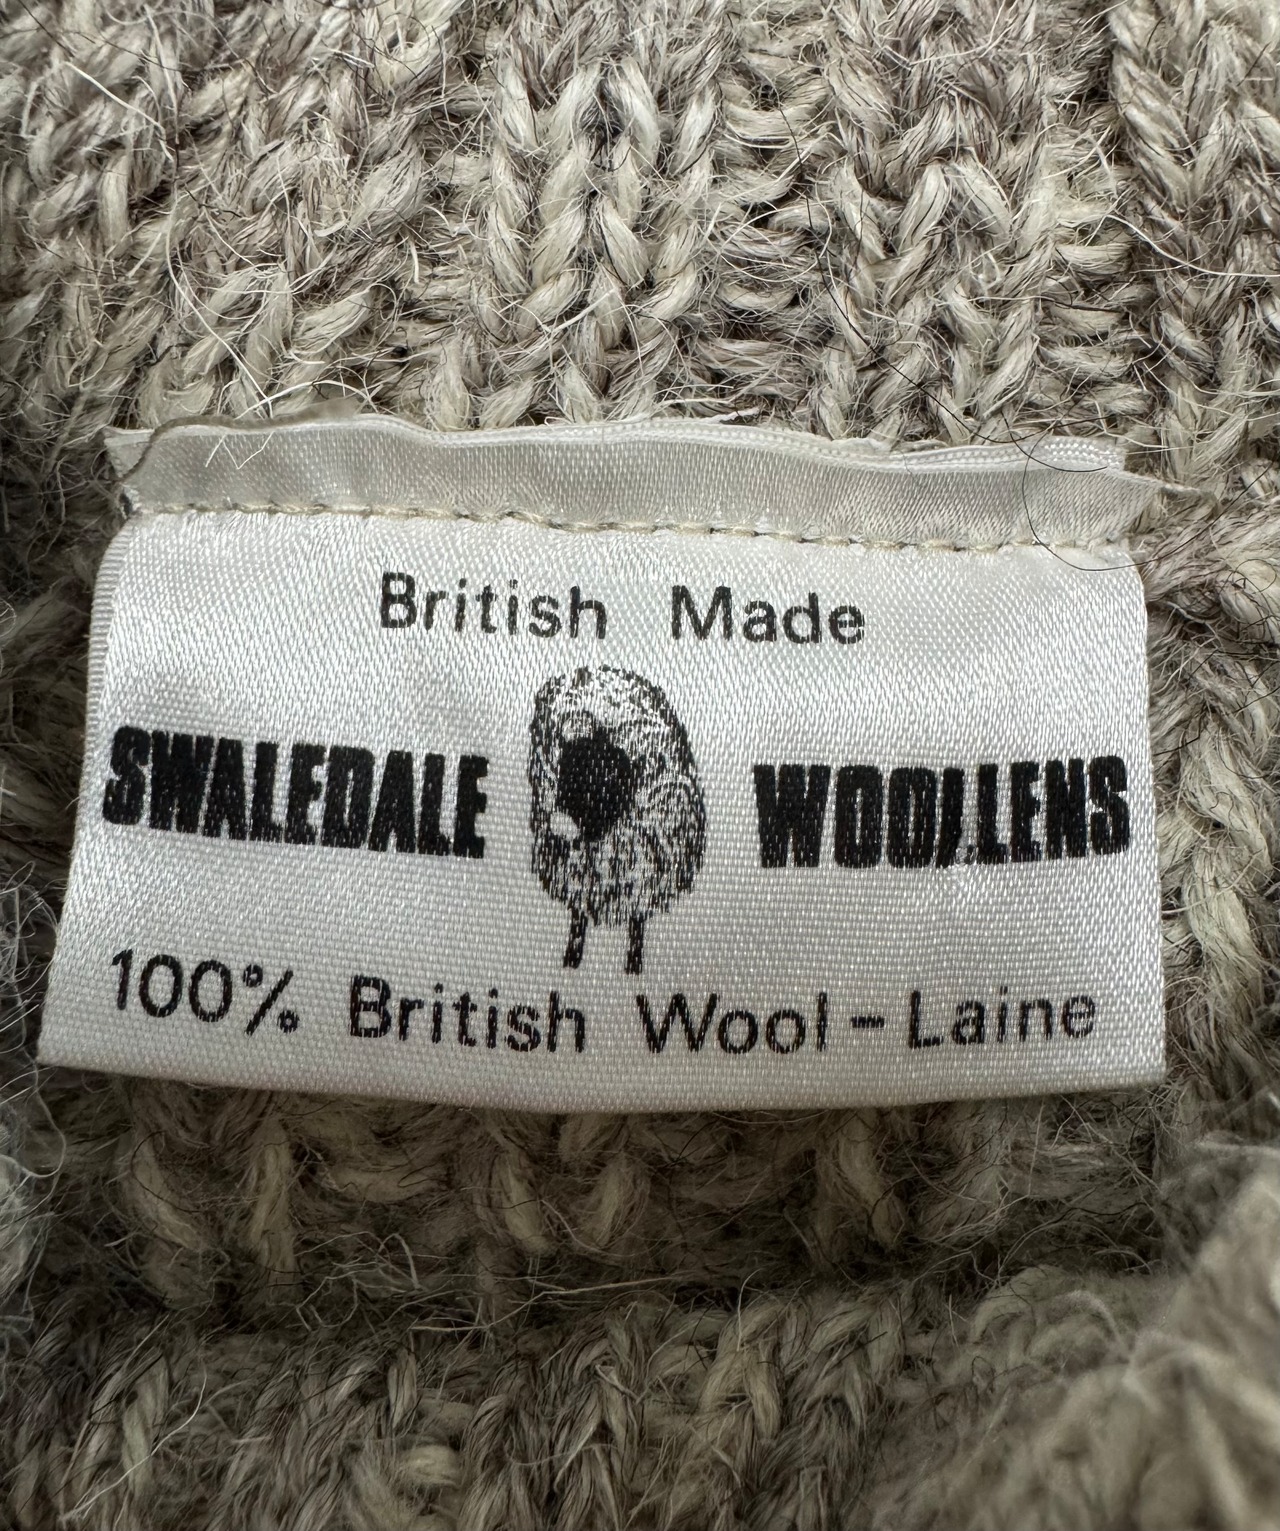 British Made
SWALEDALE WOOLLENS
100% British Wool - Laine